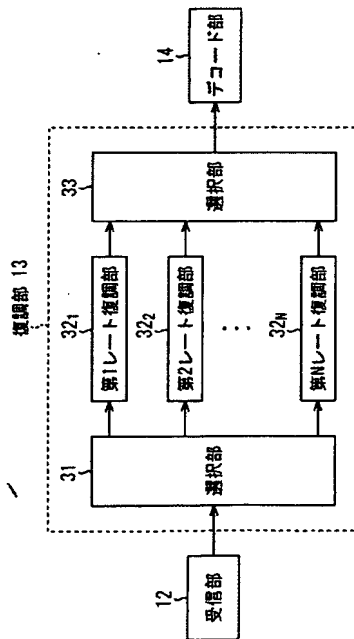 復調部 13
12
受信部
31
選択部
32₁
第1レート復調部
32₂
第2レート復調部
⋮
32N
第Nレート復調部
33
選択部
14
デコード部